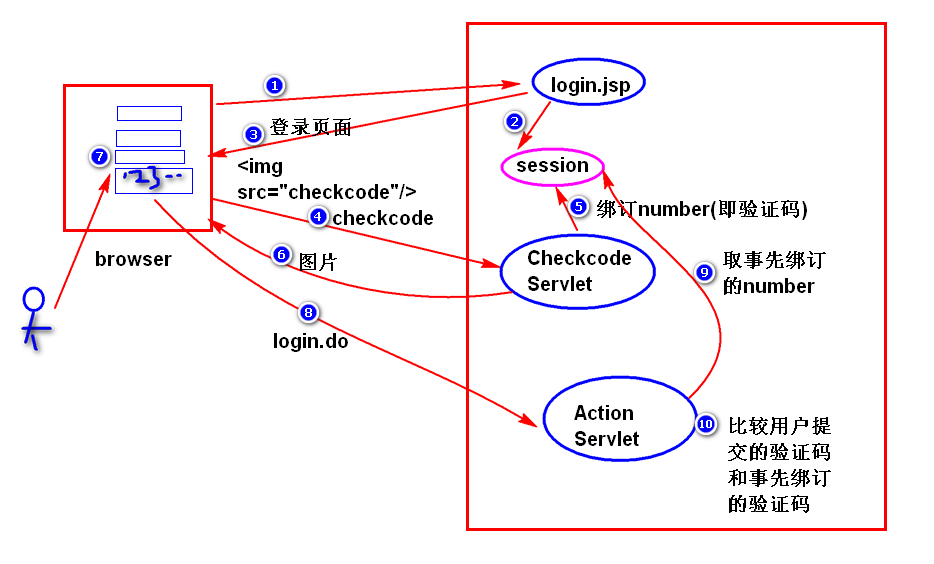 1
login.jsp
2
3
登录页面
7
123
session
<img
src="checkcode"/>
4
checkcode
5
绑订number(即验证码)
browser
6
图片
Checkcode
Servlet
9
取事先绑订
的number
8
login.do
Action
Servlet
10
比较用户提
交的验证码
和事先绑订
的验证码